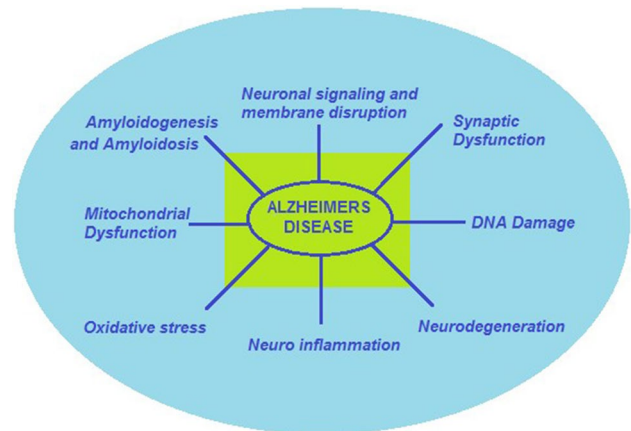 Neuronal signaling and
membrane disruption
Amyloidogenesis
and Amyloidosis
Synaptic
Dysfunction
Mitochondrial
Dysfunction
ALZHEIMERS
DISEASE
DNA Damage
Oxidative stress
Neuro inflammation
Neurodegeneration